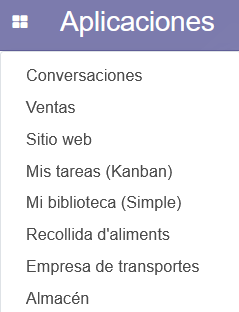 Aplicaciones
Conversaciones
Ventas
Sitio web
Mis tareas (Kanban)
Mi biblioteca (Simple)
Recollida d'aliments
Empresa de transportes
Almacén